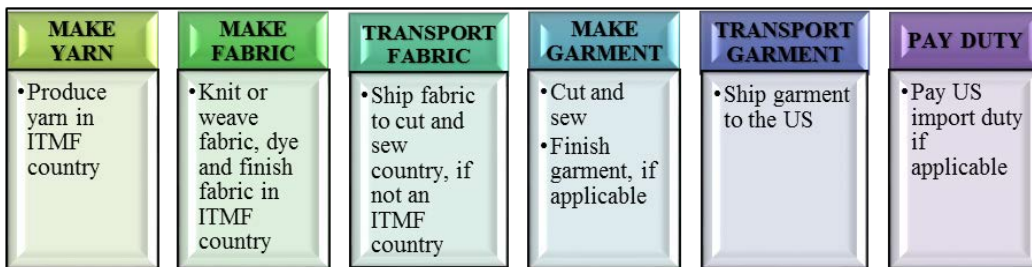 MAKE
YARN
•Produce
yarn in
ITMF
country
MAKE
FABRIC
•Knit or
weave
fabric, dye
and finish
fabric in
ITMF
country
TRANSPORT
FABRIC
•Ship fabric
to cut and
sew
country, if
not an
ITMF
country
MAKE
GARMENT
•Cut and
sew
•Finish
garment, if
applicable
TRANSPORT
GARMENT
•Ship garment
to the US
PAY DUTY
•Pay US
import duty
if
applicable